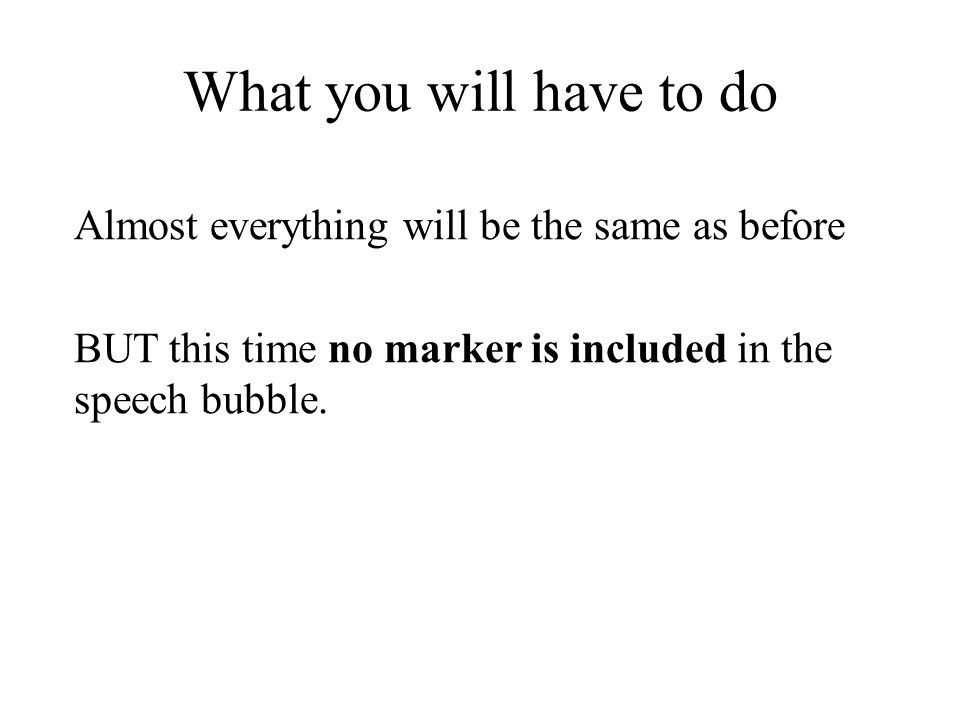 What you will have to do
Almost everything will be the same as before
BUT this time no marker is included in the
speech bubble.